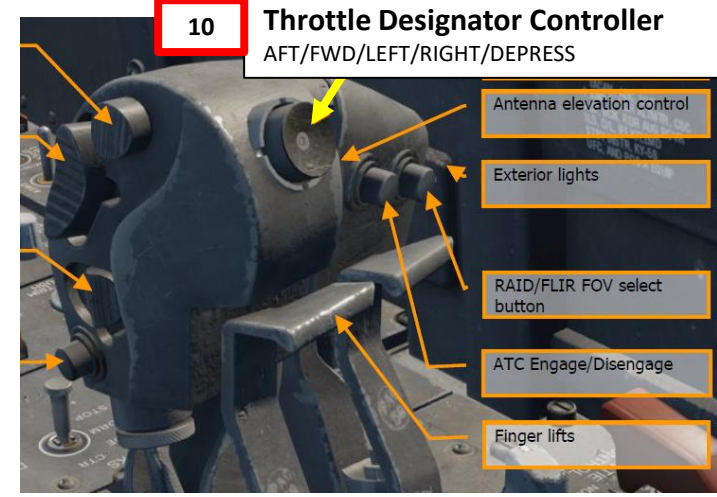 10
Throttle Designator Controller
AFT/FWD/LEFT/RIGHT/DEPRESS
Antenna elevation control
Exterior lights
RAID/FLIR FOV select
button
ATC Engage/Disengage
Finger lifts
STOP